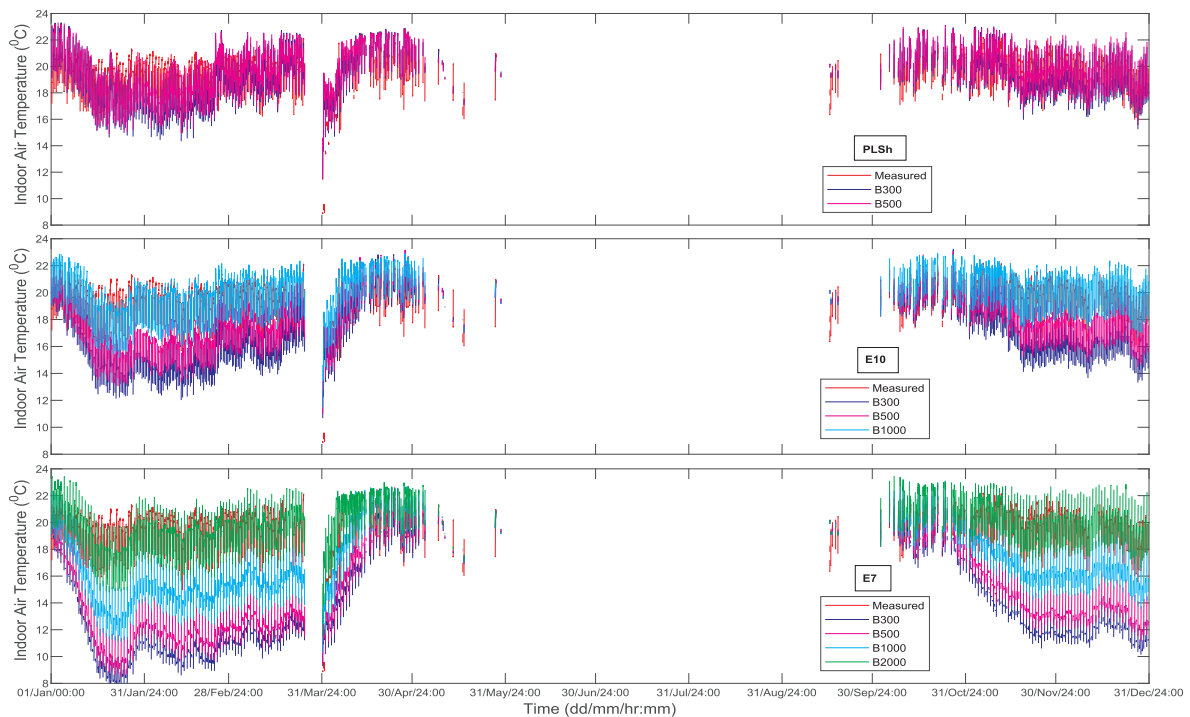 24
22
20
18
16
14
12
10
8
Indoor Air Temperature (⁰C)
PLSh
Measured
B300
B500
24
22
20
18
16
14
12
10
8
Indoor Air Temperature (⁰C)
E10
Measured
B300
B500
B1000
24
22
20
18
16
14
12
10
8
Indoor Air Temperature (⁰C)
E7
Measured
B300
B500
B1000
B2000
01/Jan/00:00 31/Jan/24:00 28/Feb/24:00 31/Mar/24:00 30/Apr/24:00 31/May/24:00 30/Jun/24:00 31/Jul/24:00 31/Aug/24:00 30/Seg/24:00 31/Oct/24:00 30/Nov/24:00 31/Dec/24:00
Time (dd/mm/hr:mm)